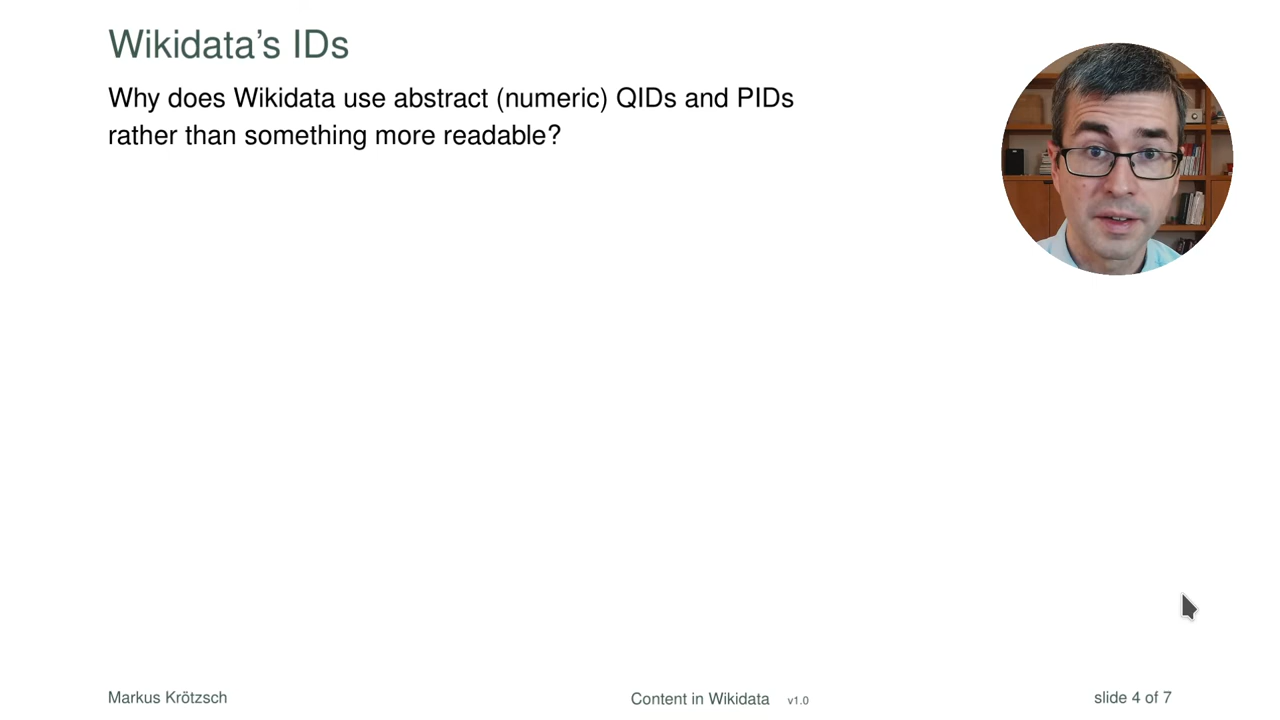 Wikidata's IDs
Why does Wikidata use abstract (numeric) QIDs and PIDs
rather than something more readable?
Markus Krötzsch
Content in Wikidata v1.0
slide 4 of 7